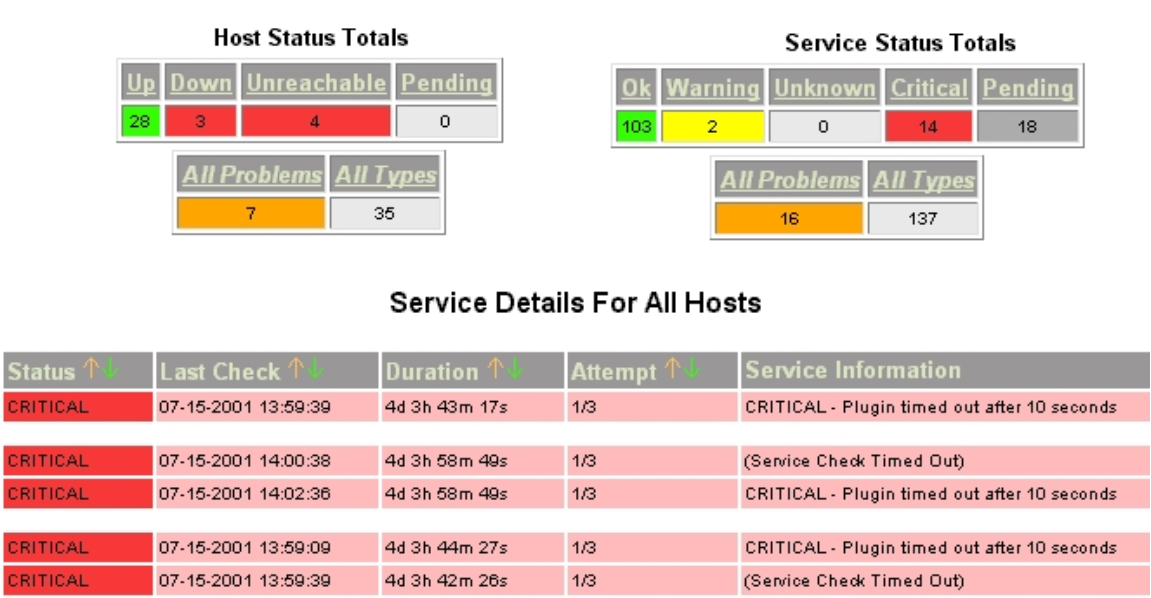 Host Status Totals
Up Down Unreachable Pending
28 3 4 0
All Problems All Types
7 35
Service Status Totals
Ok Warning Unknown Critical Pending
103 2 0 14 18
All Problems All Types
16 137
Service Details For All Hosts
Status ↑↓ Last Check ↑↓ Duration ↑↓ Attempt ↑↓ Service Information
CRITICAL 07-15-2001 13:59:39 4d 3h 43m 17s 1/3 CRITICAL - Plugin timed out after 10 seconds
CRITICAL 07-15-2001 14:00:38 4d 3h 58m 49s 1/3 (Service Check Timed Out)
CRITICAL 07-15-2001 14:02:36 4d 3h 58m 49s 1/3 CRITICAL - Plugin timed out after 10 seconds
CRITICAL 07-15-2001 13:59:09 4d 3h 44m 27s 1/3 CRITICAL - Plugin timed out after 10 seconds
CRITICAL 07-15-2001 13:59:39 4d 3h 42m 26s 1/3 (Service Check Timed Out)